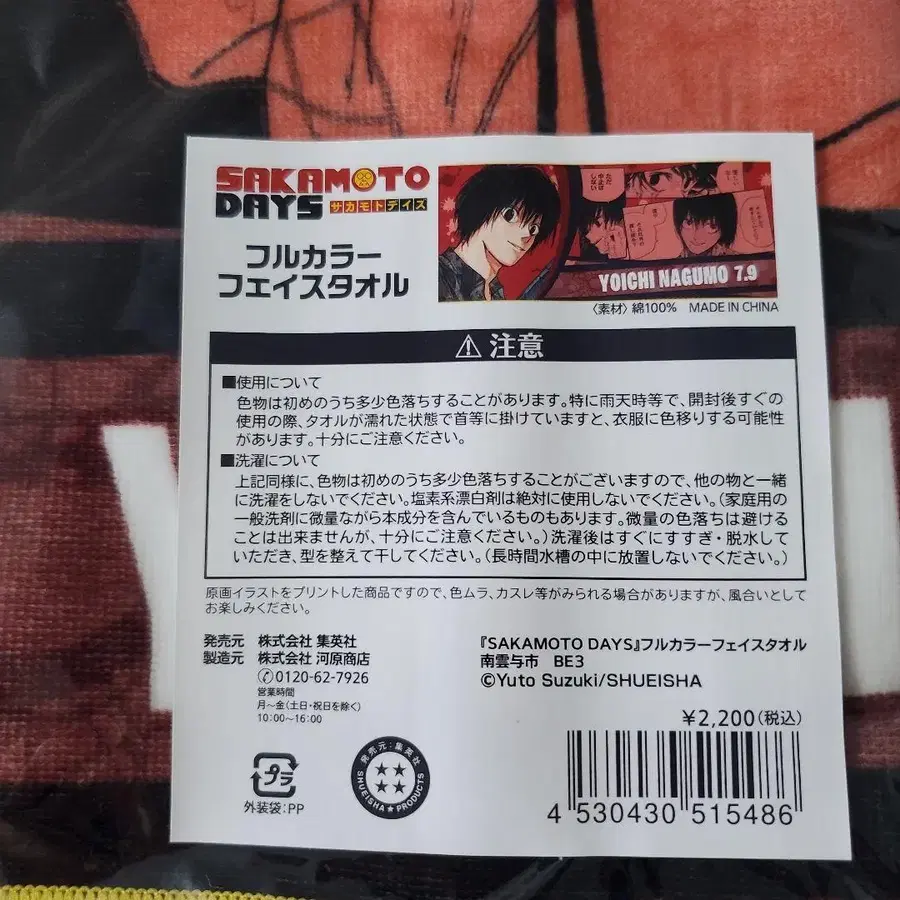 SAKAMOTO
DAYS サカモトデイズ
フルカラー
フェイスタオル
ただ
中止は
しない
YOICHI NAGUMO 7.9
〈素材〉綿100% MADE IN CHINA
⚠ 注意
■使用について
色物は初めのうち多少色落ちすることがあります。特に雨天時等で、開封後すぐの
使用の際、タオルが濡れた状態で首等に掛けていますと、衣服に色移りする可能性
があります。十分にご注意ください。
■洗濯について
上記同様に、色物は初めのうち多少色落ちすることがございますので、他の物と一緒
に洗濯をしないでください。塩素系漂白剤は絶対に使用しないでください。(家庭用の
一般洗剤に微量ながら本成分を含んでいるものもあります。微量の色落ちは避ける
ことは出来ませんが、十分にご注意ください。)洗濯後はすぐにすすぎ・脱水して
いただき、型を整えて干してください。(長時間水槽の中に放置しないでください。)
原画イラストをプリントした商品ですので、色ムラ、カスレ等がみられる場合がありますが、風合いとして
お楽しみください。
発売元 株式会社 集英社
製造元 株式会社 河原商店
0120-62-7926
営業時間
月～金(土日・祝日を除く)
10:00～16:00
『SAKAMOTO DAYS』フルカラーフェイスタオル
南雲与市 BE3
©Yuto Suzuki/SHUEISHA
¥2,200(税込)
プラ
外装袋:PP
発売元:集英社
SHUEISHA★PRODUCTS
4 530430 515486